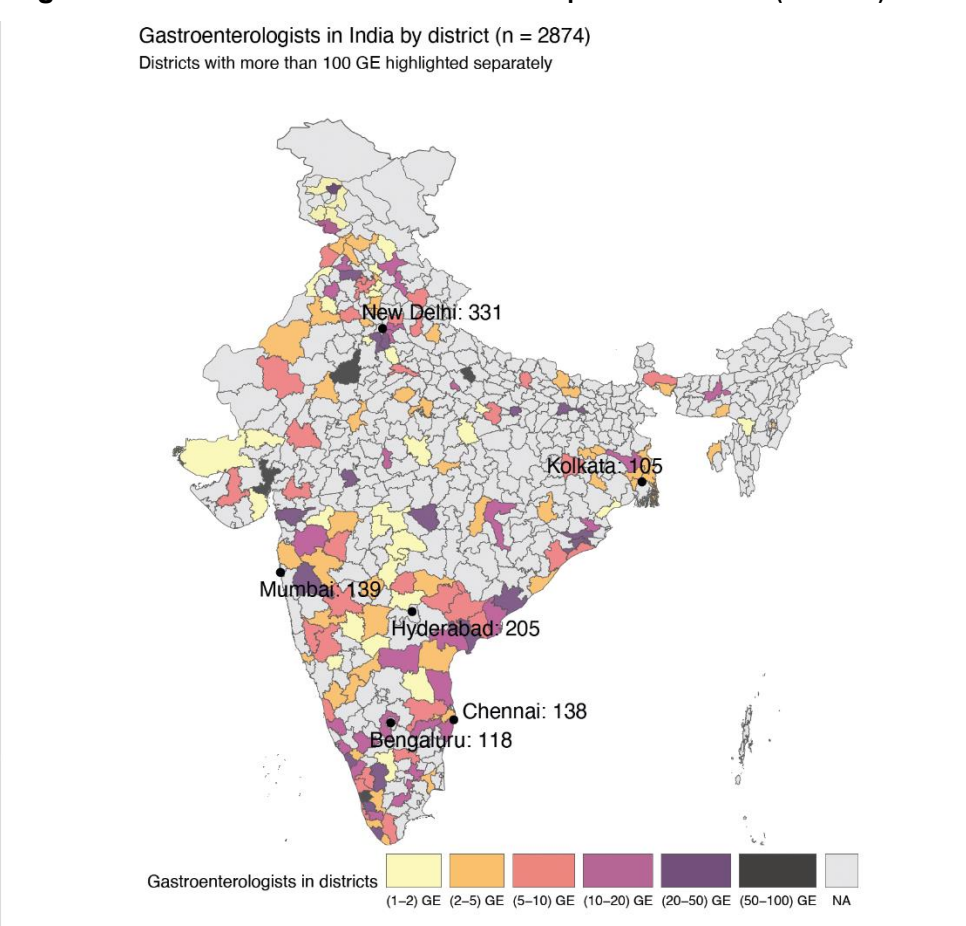 Gastroenterologists in India by district (n = 2874)
Districts with more than 100 GE highlighted separately
New Delhi: 331
Kolkata: 105
Mumbai: 139
Hyderabad: 205
Chennai: 138
Bengaluru: 118
Gastroenterologists in districts
(1–2) GE (2–5) GE (5–10) GE (10–20) GE (20–50) GE (50–100) GE NA